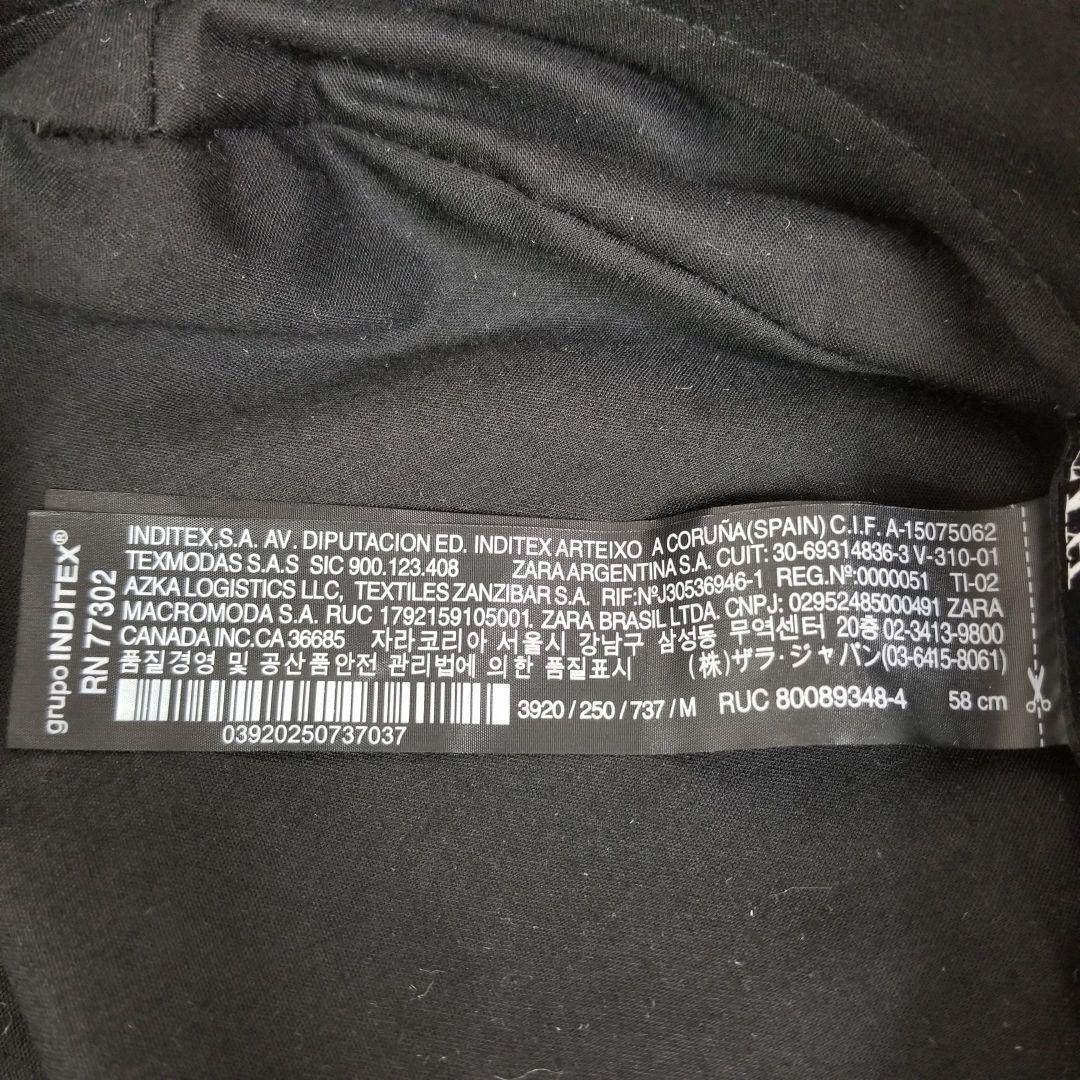 grupo INDITEX®
RN 77302
INDITEX,S.A. AV. DIPUTACION ED. INDITEX ARTEIXO A CORUÑA(SPAIN) C.I.F. A-15075062
TEXMODAS S.A.S SIC 900.123.408 ZARA ARGENTINA S.A. CUIT: 30-69314836-3 V-310-01
AZKA LOGISTICS LLC, TEXTILES ZANZIBAR S.A. RIF:NºJ30536946-1 REG.Nº:0000051 TI-02
MACROMODA S.A. RUC 1792159105001 ZARA BRASIL LTDA. CNPJ: 02952485000491 ZARA
CANADA INC.CA 36685 자라코리아 서울시 강남구 삼성동 무역센터 20층 02-3413-9800
품질경영 및 공산품안전 관리법에 의한 품질표시 (株)ザラ・ジャパン(03-6415-8061)
3920 / 250 / 737 / M RUC 80089348-4 58 cm
03920250737037